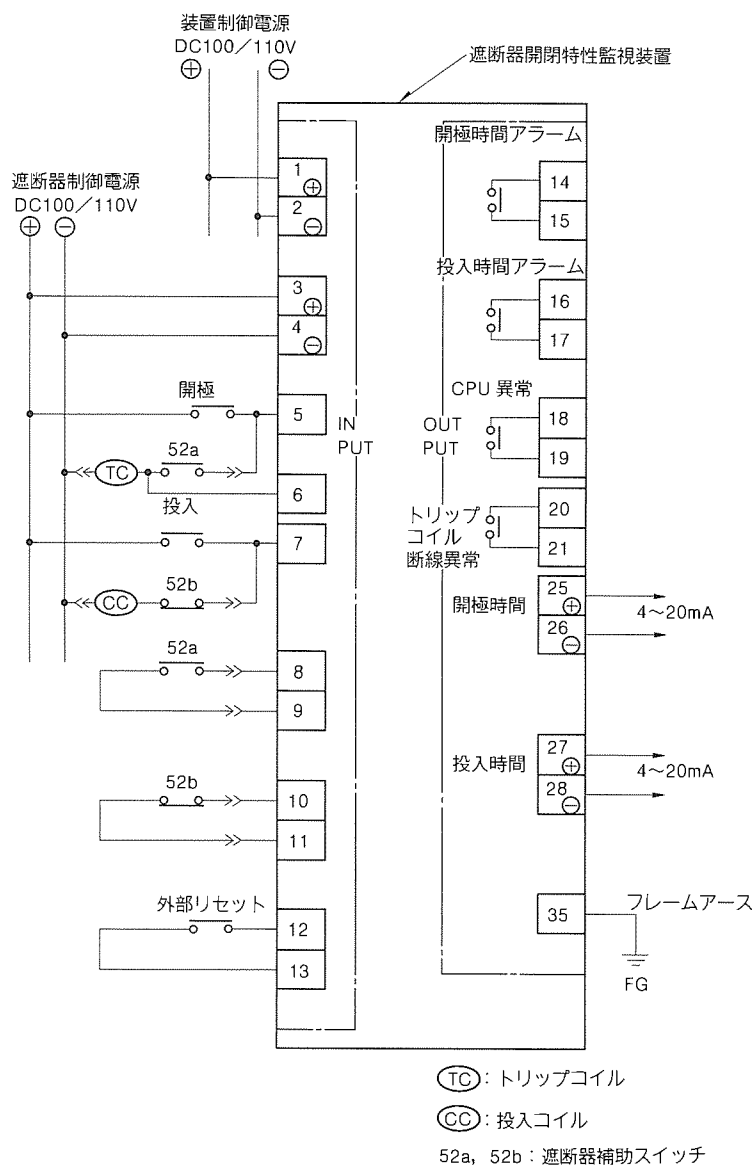 装置制御電源
DC100/110V
⊕ ⊖
遮断器開閉特性監視装置
遮断器制御電源
DC100/110V
⊕ ⊖
1 ⊕
2 ⊖
3 ⊕
4 ⊖
開極
5
52a
TC
6
投入
7
52b
CC
52a
8
9
52b
10
11
外部リセット
12
13
IN
PUT
OUT
PUT
開極時間アラーム
14
15
投入時間アラーム
16
17
CPU 異常
18
19
トリップ
コイル
断線異常
20
21
開極時間
25 ⊕
26 ⊖
4～20mA
投入時間
27 ⊕
28 ⊖
4～20mA
35
フレームアース
FG
TC：トリップコイル
CC：投入コイル
52a，52b：遮断器補助スイッチ